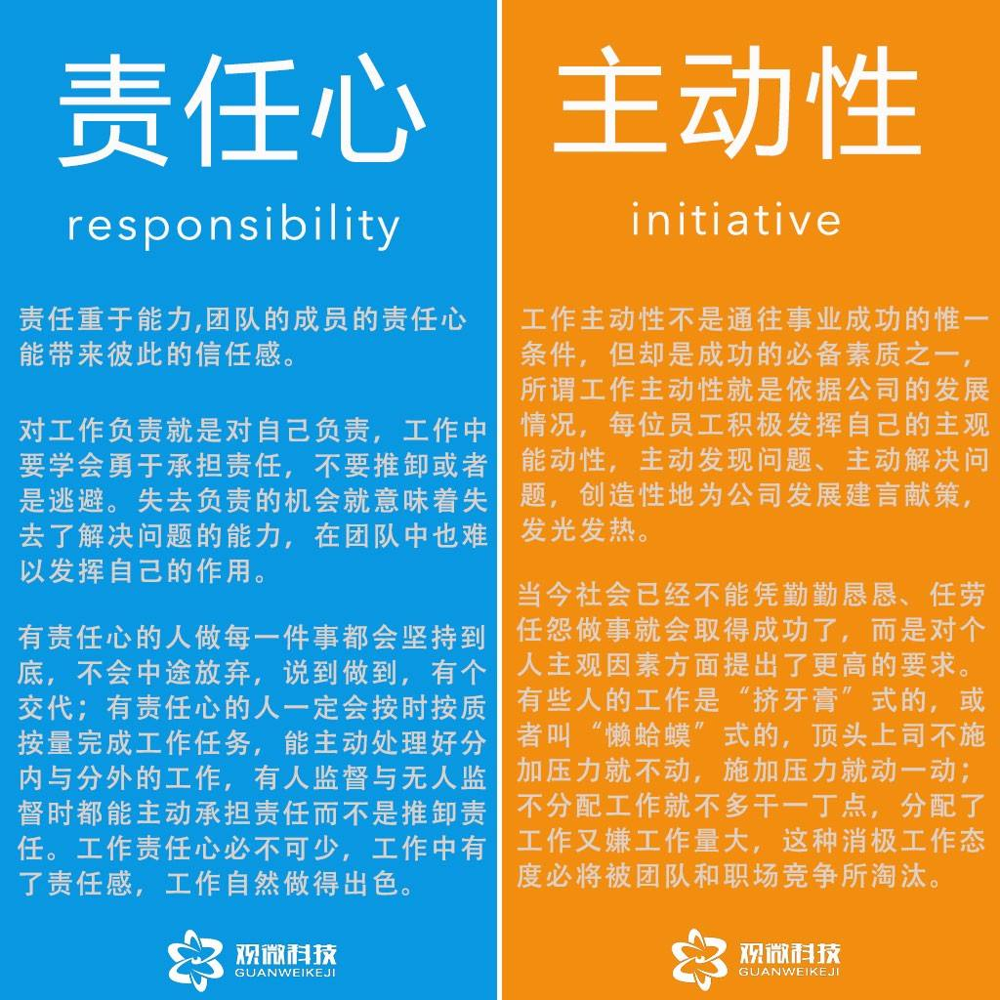 责任心
responsibility
责任重于能力,团队的成员的责任心
能带来彼此的信任感。
对工作负责就是对自己负责，工作中
要学会勇于承担责任，不要推卸或者
是逃避。失去负责的机会就意味着失
去了解决问题的能力，在团队中也难
以发挥自己的作用。
有责任心的人做每一件事都会坚持到
底，不会中途放弃，说到做到，有个
交代；有责任心的人一定会按时按质
按量完成工作任务，能主动处理好分
内与分外的工作，有人监督与无人监
督时都能主动承担责任而不是推卸责
任。工作责任心必不可少，工作中有
了责任感，工作自然做得出色。
观微科技
GUANWEIKEJI
主动性
initiative
工作主动性不是通往事业成功的惟一
条件，但却是成功的必备素质之一，
所谓工作主动性就是依据公司的发展
情况，每位员工积极发挥自己的主观
能动性，主动发现问题、主动解决问
题，创造性地为公司发展建言献策，
发光发热。
当今社会已经不能凭勤勤恳恳、任劳
任怨做事就会取得成功了，而是对个
人主观因素方面提出了更高的要求。
有些人的工作是“挤牙膏”式的，或
者叫“懒蛤蟆”式的，顶头上司不施
加压力就不动，施加压力就动一动；
不分配工作就不多干一丁点，分配了
工作又嫌工作量大，这种消极工作态
度必将被团队和职场竞争所淘汰。
观微科技
GUANWEIKEJI